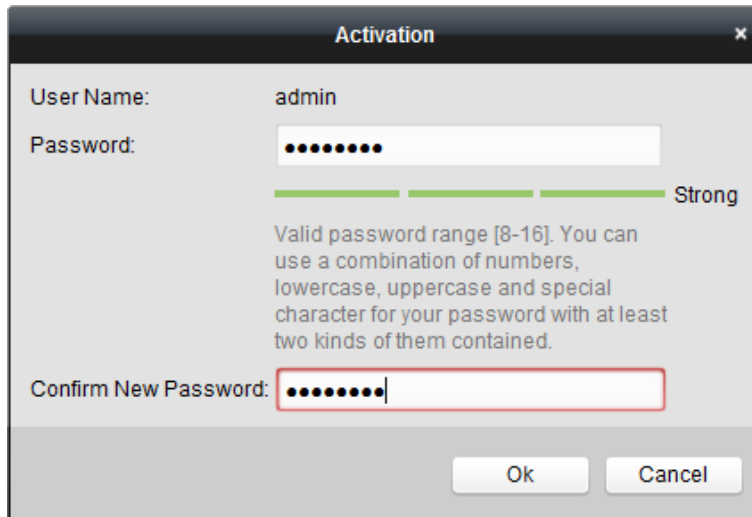 Activation ×
User Name: admin
Password: ●●●●●●●●
Strong
Valid password range [8-16]. You can
use a combination of numbers,
lowercase, uppercase and special
character for your password with at least
two kinds of them contained.
Confirm New Password: ●●●●●●●●
Ok Cancel